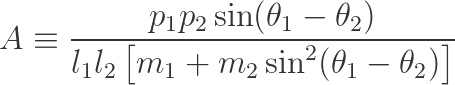 A \equiv \frac{p_1 p_2 \sin(\theta_1 - \theta_2)}{l_1 l_2 \left[ m_1 + m_2 \sin^2(\theta_1 - \theta_2) \right]}